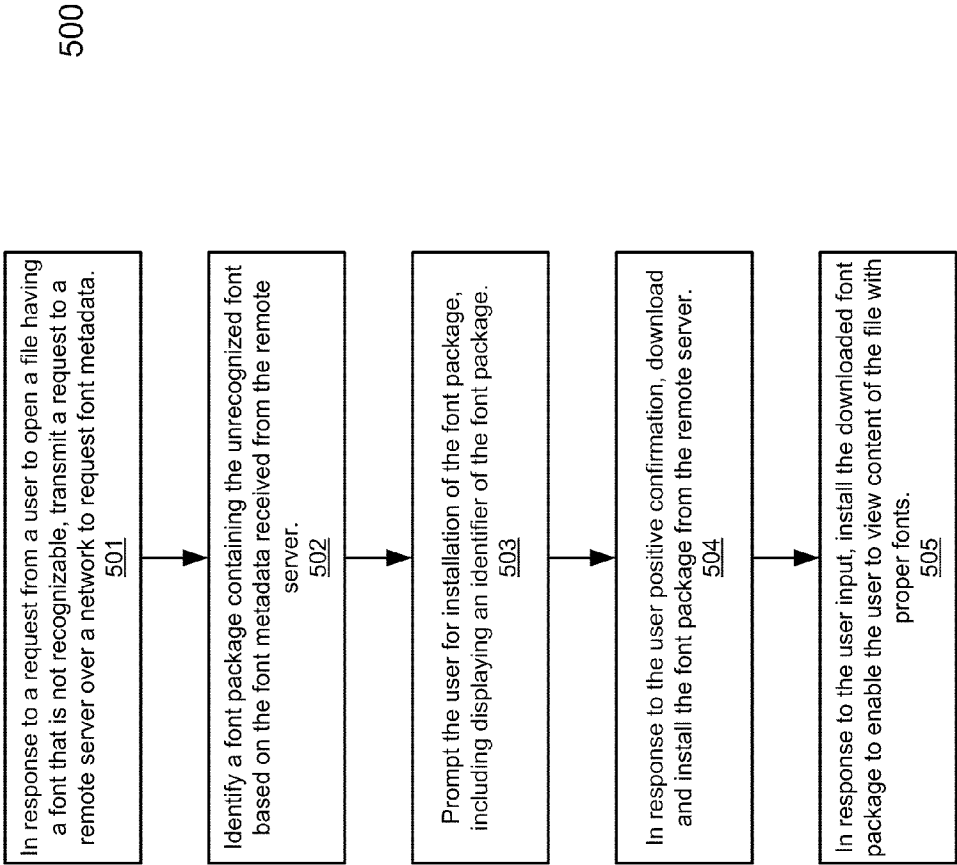 500
In response to a request from a user to open a file having
a font that is not recognizable, transmit a request to a
remote server over a network to request font metadata.
501
Identify a font package containing the unrecognized font
based on the font metadata received from the remote
server.
502
Prompt the user for installation of the font package,
including displaying an identifier of the font package.
503
In response to the user positive confirmation, download
and install the font package from the remote server.
504
In response to the user input, install the downloaded font
package to enable the user to view content of the file with
proper fonts.
505